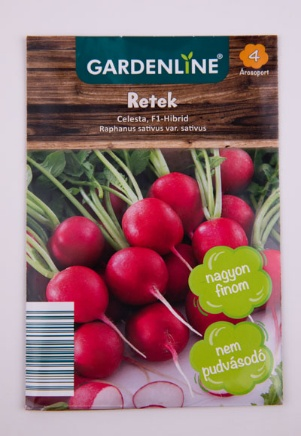 GARDENLINE®
4
Árcsoport
Retek
Celesta, F1-Hibrid
Raphanus sativus var. sativus
nagyon
finom
nem
pudvásodó